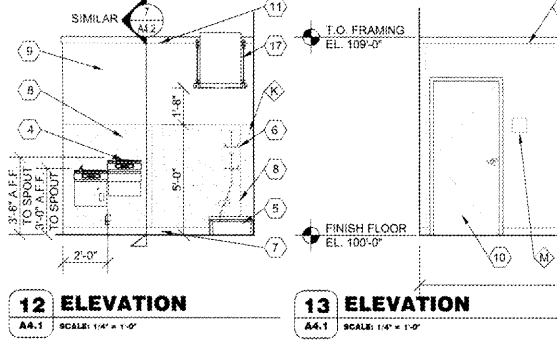 SIMILAR
7
A4.2
11
9
17
8
K
4
1'-8"
6
5'-0"
8
3'-6" A.F.F.
TO SPOUT
3'-0" A.F.F.
TO SPOUT
5
7
2'-0"
12 ELEVATION
A4.1 SCALE: 1/4" = 1'-0"
T.O. FRAMING
EL. 109'-0"
FINISH FLOOR
EL. 100'-0"
10
M
13 ELEVATION
A4.1 SCALE: 1/4" = 1'-0"